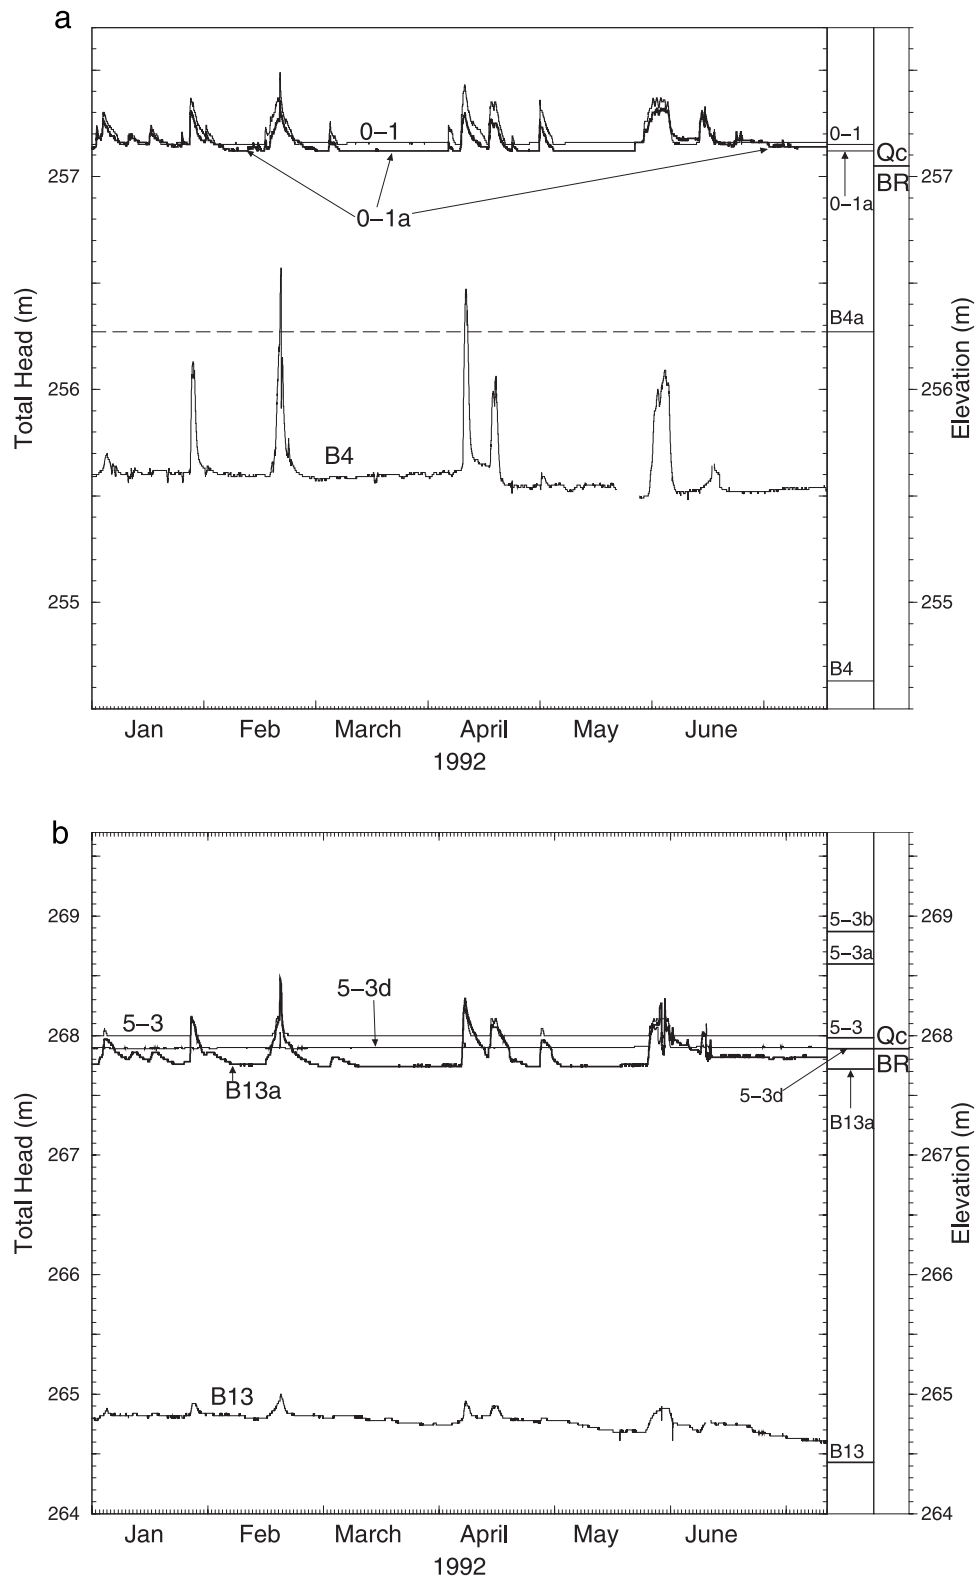 a
0-1
0-1
Qc
257
BR
257
0-1a
0-1a
Total Head (m)
Elevation (m)
B4a
256
256
B4
255
255
B4
Jan Feb March April May June
1992
b
269
5-3b
269
5-3a
5-3d
5-3
5-3
268
Qc
268
BR
B13a
5-3d
B13a
267
267
Total Head (m)
Elevation (m)
266
266
265
B13
265
B13
264
264
Jan Feb March April May June
1992